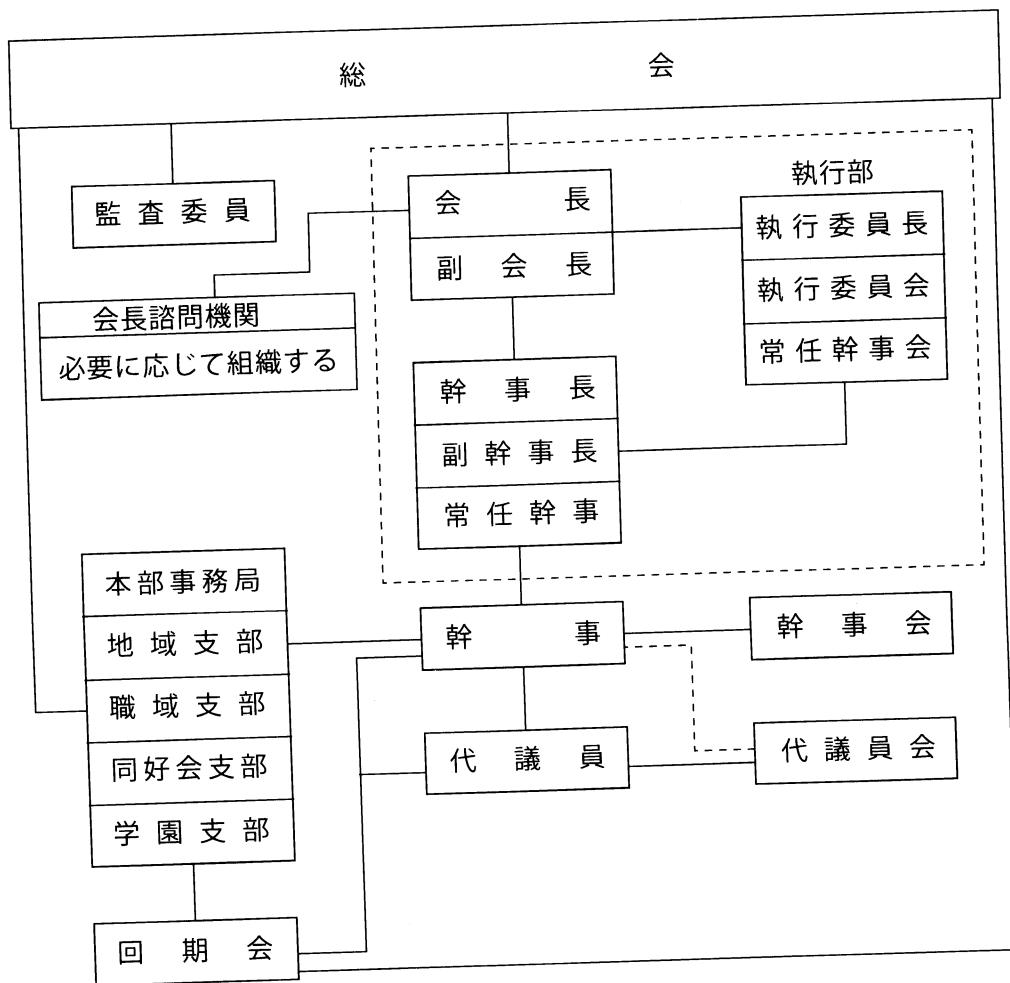 総会
監査委員
会長
副会長
執行部
執行委員長
執行委員会
常任幹事会
会長諮問機関
必要に応じて組織する
幹事長
副幹事長
常任幹事
本部事務局
地域支部
職域支部
同好会支部
学園支部
幹事
幹事会
代議員
代議員会
回期会